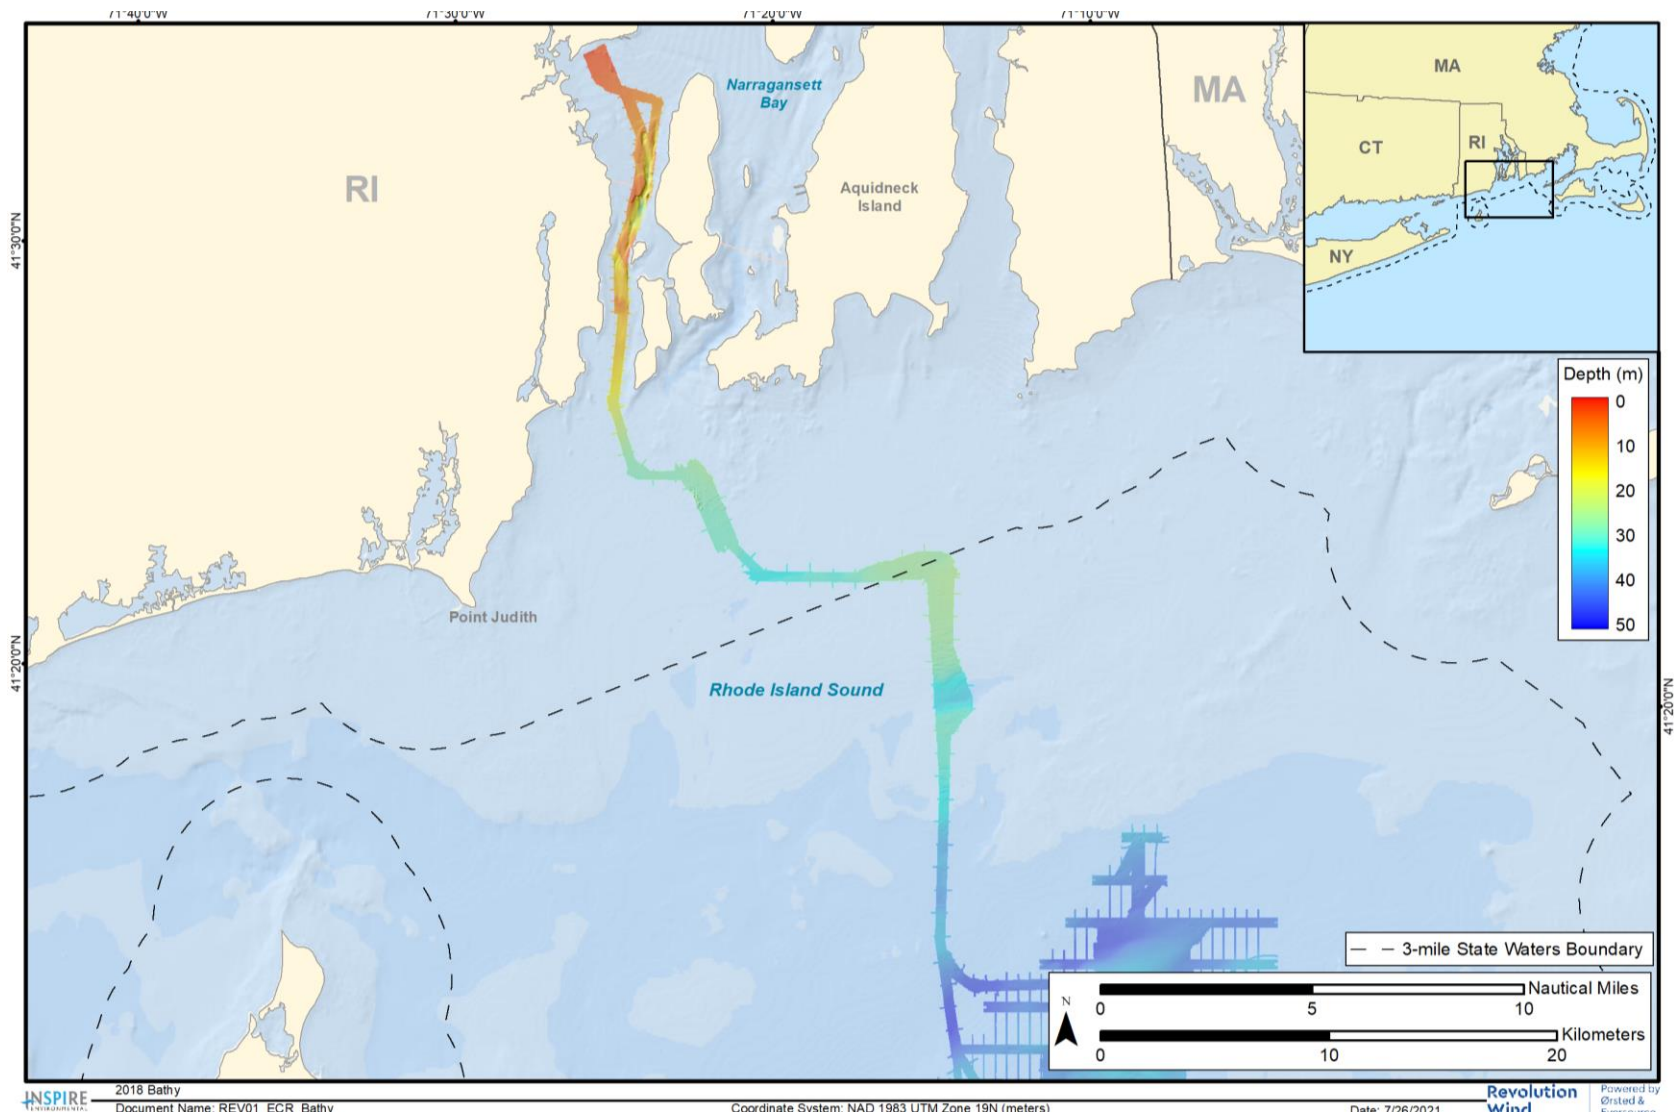 71°40'0"W
71°30'0"W
71°20'0"W
71°10'0"W
Narragansett
Bay
MA
RI
Aquidneck
Island
MA
CT
RI
NY
41°30'0"N
Depth (m)
0
10
20
30
40
50
Point Judith
41°20'0"N
Rhode Island Sound
41°20'0"N
3-mile State Waters Boundary
N
Nautical Miles
0
5
10
Kilometers
0
10
20
INSPIRE
ENVIRONMENTAL
2018 Bathy
Document Name: REV01_ECR_Bathy
Coordinate System: NAD 1983 UTM Zone 19N (meters)
Date: 7/26/2021
Revolution
Wind
Powered by
Ørsted &
Eversource